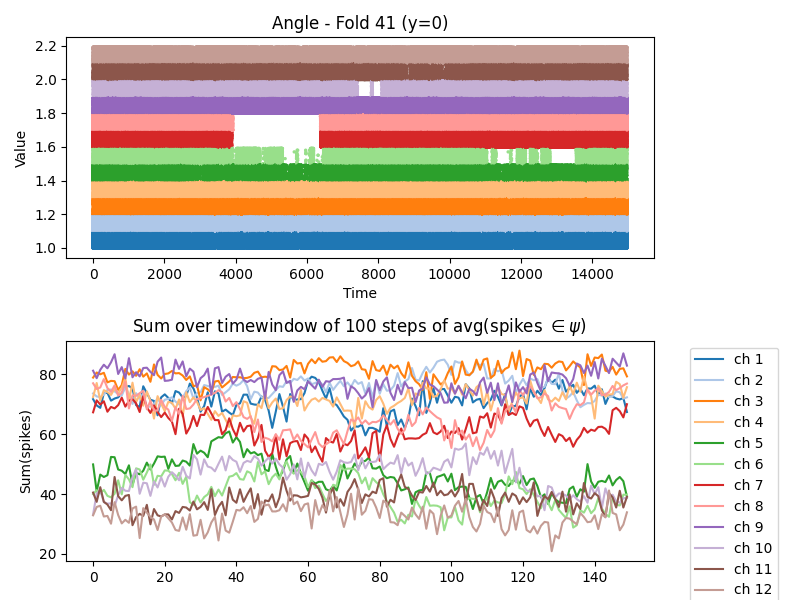 Angle - Fold 41 (y=0)
2.2
2.0
1.8
1.6
1.4
1.2
1.0
Value
0 2000 4000 6000 8000 10000 12000 14000
Time
Sum over timewindow of 100 steps of avg(spikes ∈ ψ)
80
60
40
20
Sum(spikes)
0 20 40 60 80 100 120 140
ch 1
ch 2
ch 3
ch 4
ch 5
ch 6
ch 7
ch 8
ch 9
ch 10
ch 11
ch 12